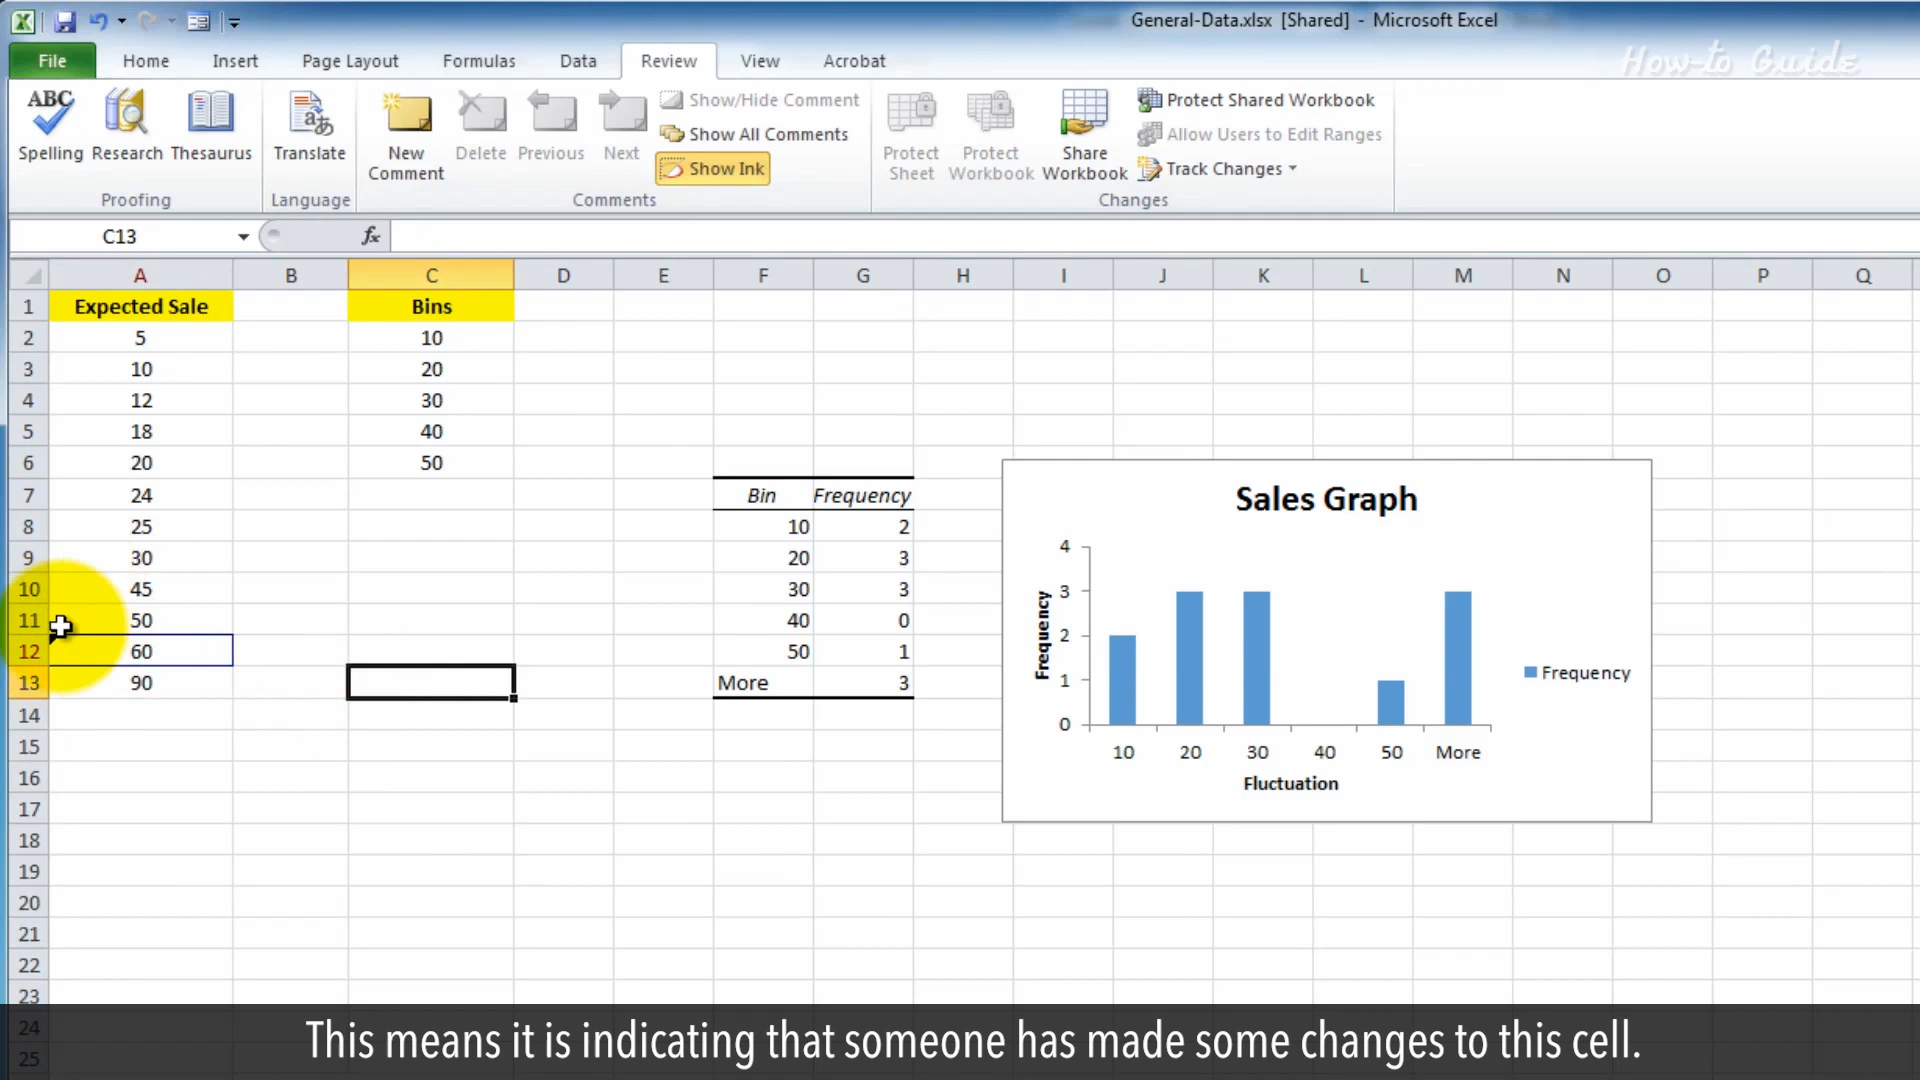 General-Data.xlsx [Shared] - Microsoft Excel
How-to Guide
File Home Insert Page Layout Formulas Data Review View Acrobat
ABC
Spelling Research Thesaurus
Proofing
Translate
Language
New Comment
Delete Previous Next
Show/Hide Comment
Show All Comments
Show Ink
Comments
Protect Sheet
Protect Workbook
Share Workbook
Protect Shared Workbook
Allow Users to Edit Ranges
Track Changes
Changes
C13 fx
A B C D E F G H I J K L M N O P Q
1 Expected Sale Bins
2 5 10
3 10 20
4 12 30
5 18 40
6 20 50
7 24 Bin Frequency
8 25 10 2
9 30 20 3
10 45 30 3
11 50 40 0
12 60 50 1
13 90 More 3
14
15
16
17
18
19
20
21
22
23
24
25
Sales Graph
Frequency
4
3
2
1
0
10 20 30 40 50 More
Fluctuation
Frequency
This means it is indicating that someone has made some changes to this cell.